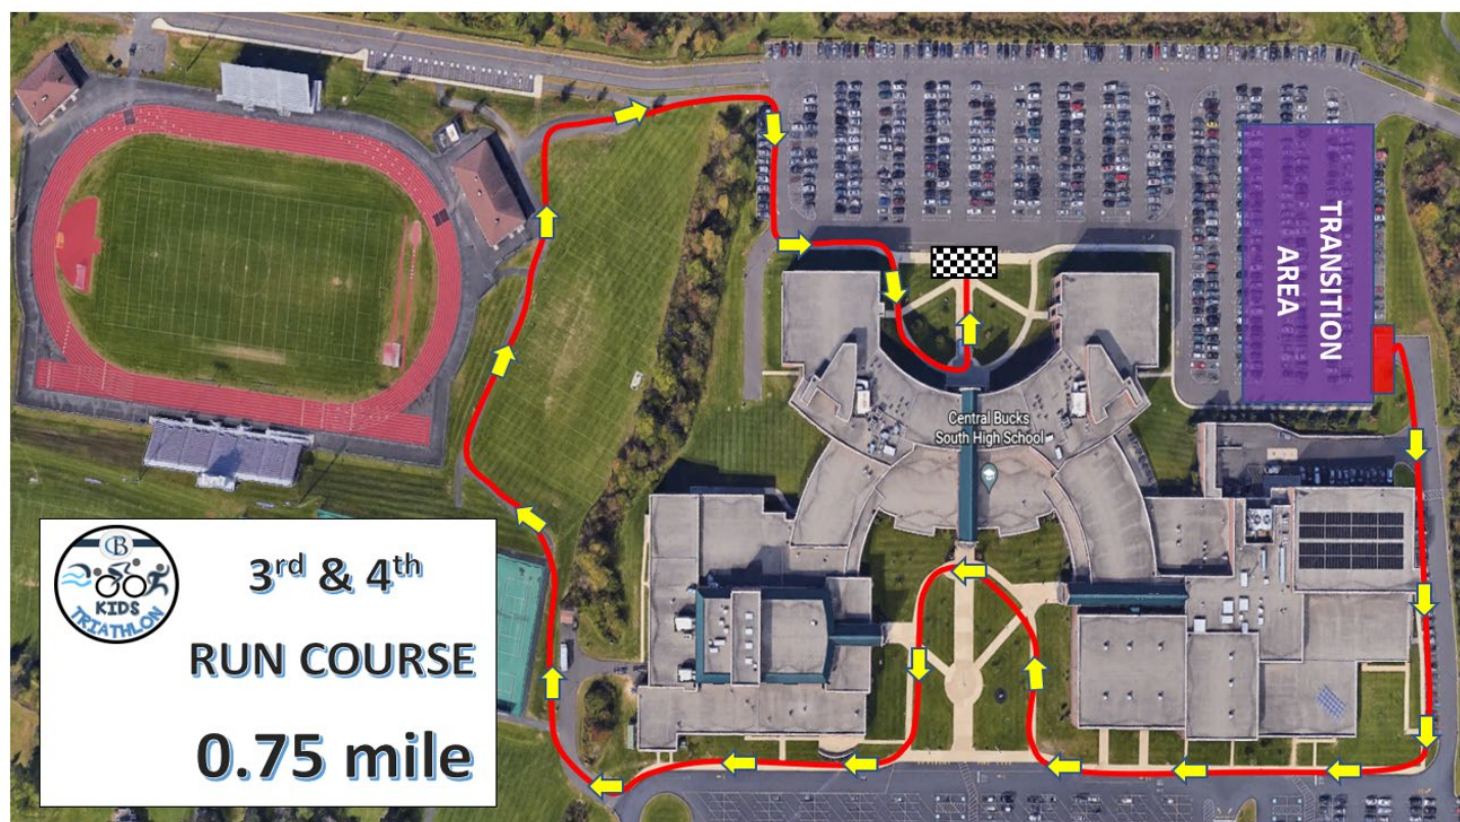 TRANSITION
AREA
Central Bucks
South High School
CB
KIDS
TRIATHLON
3rd & 4th
RUN COURSE
0.75 mile